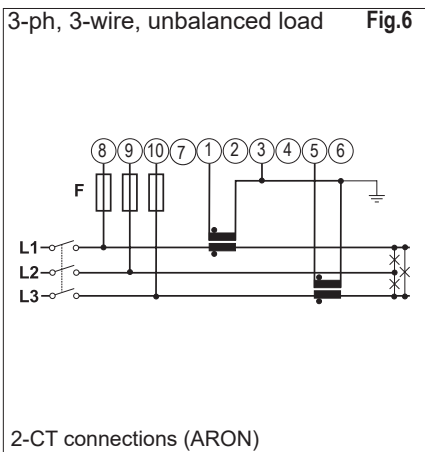 3-ph, 3-wire, unbalanced load Fig.6
8 9 10 7 1 2 3 4 5 6
F
L1
L2
L3
2-CT connections (ARON)